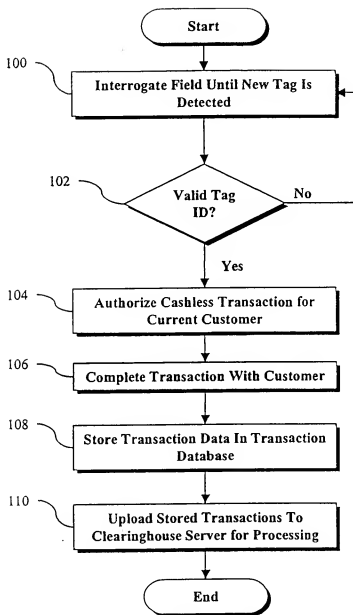 Start
100
Interrogate Field Until New Tag Is
Detected
102
Valid Tag
ID?
No
Yes
104
Authorize Cashless Transaction for
Current Customer
106
Complete Transaction With Customer
108
Store Transaction Data In Transaction
Database
110
Upload Stored Transactions To
Clearinghouse Server for Processing
End